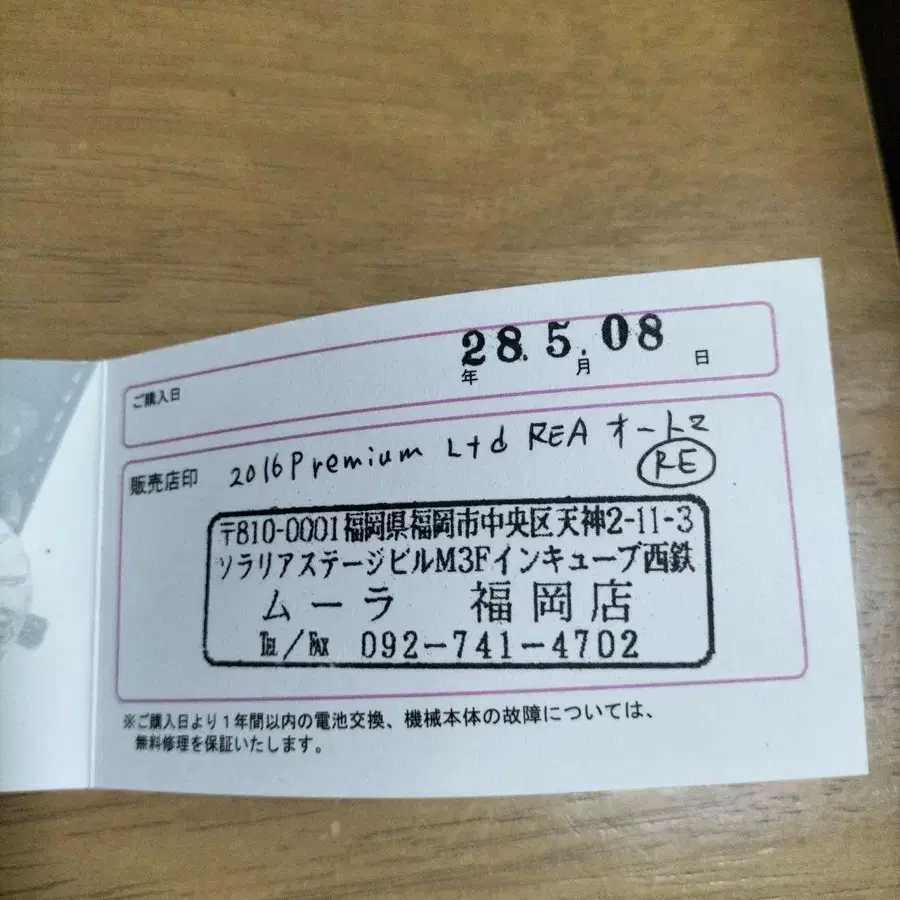 ご購入日
28.5.08
年 月 日
販売店印
2016 Premium Ltd REA オートマ
RE
〒810-0001福岡県福岡市中央区天神2-11-3
ソラリアステージビルM3Fインキューブ西鉄
ムーラ 福岡店
TEL/FAX 092-741-4702
※ご購入日より1年間以内の電池交換、機械本体の故障については、
無料修理を保証いたします。